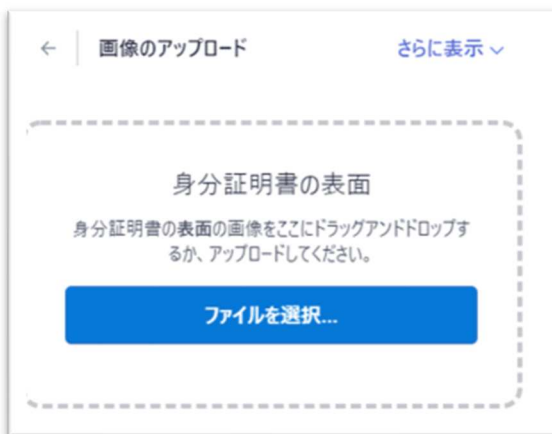 ← 画像のアップロード さらに表示
身分証明書の表面
身分証明書の表面の画像をここにドラッグアンドドロップす
るか、アップロードしてください。
ファイルを選択...